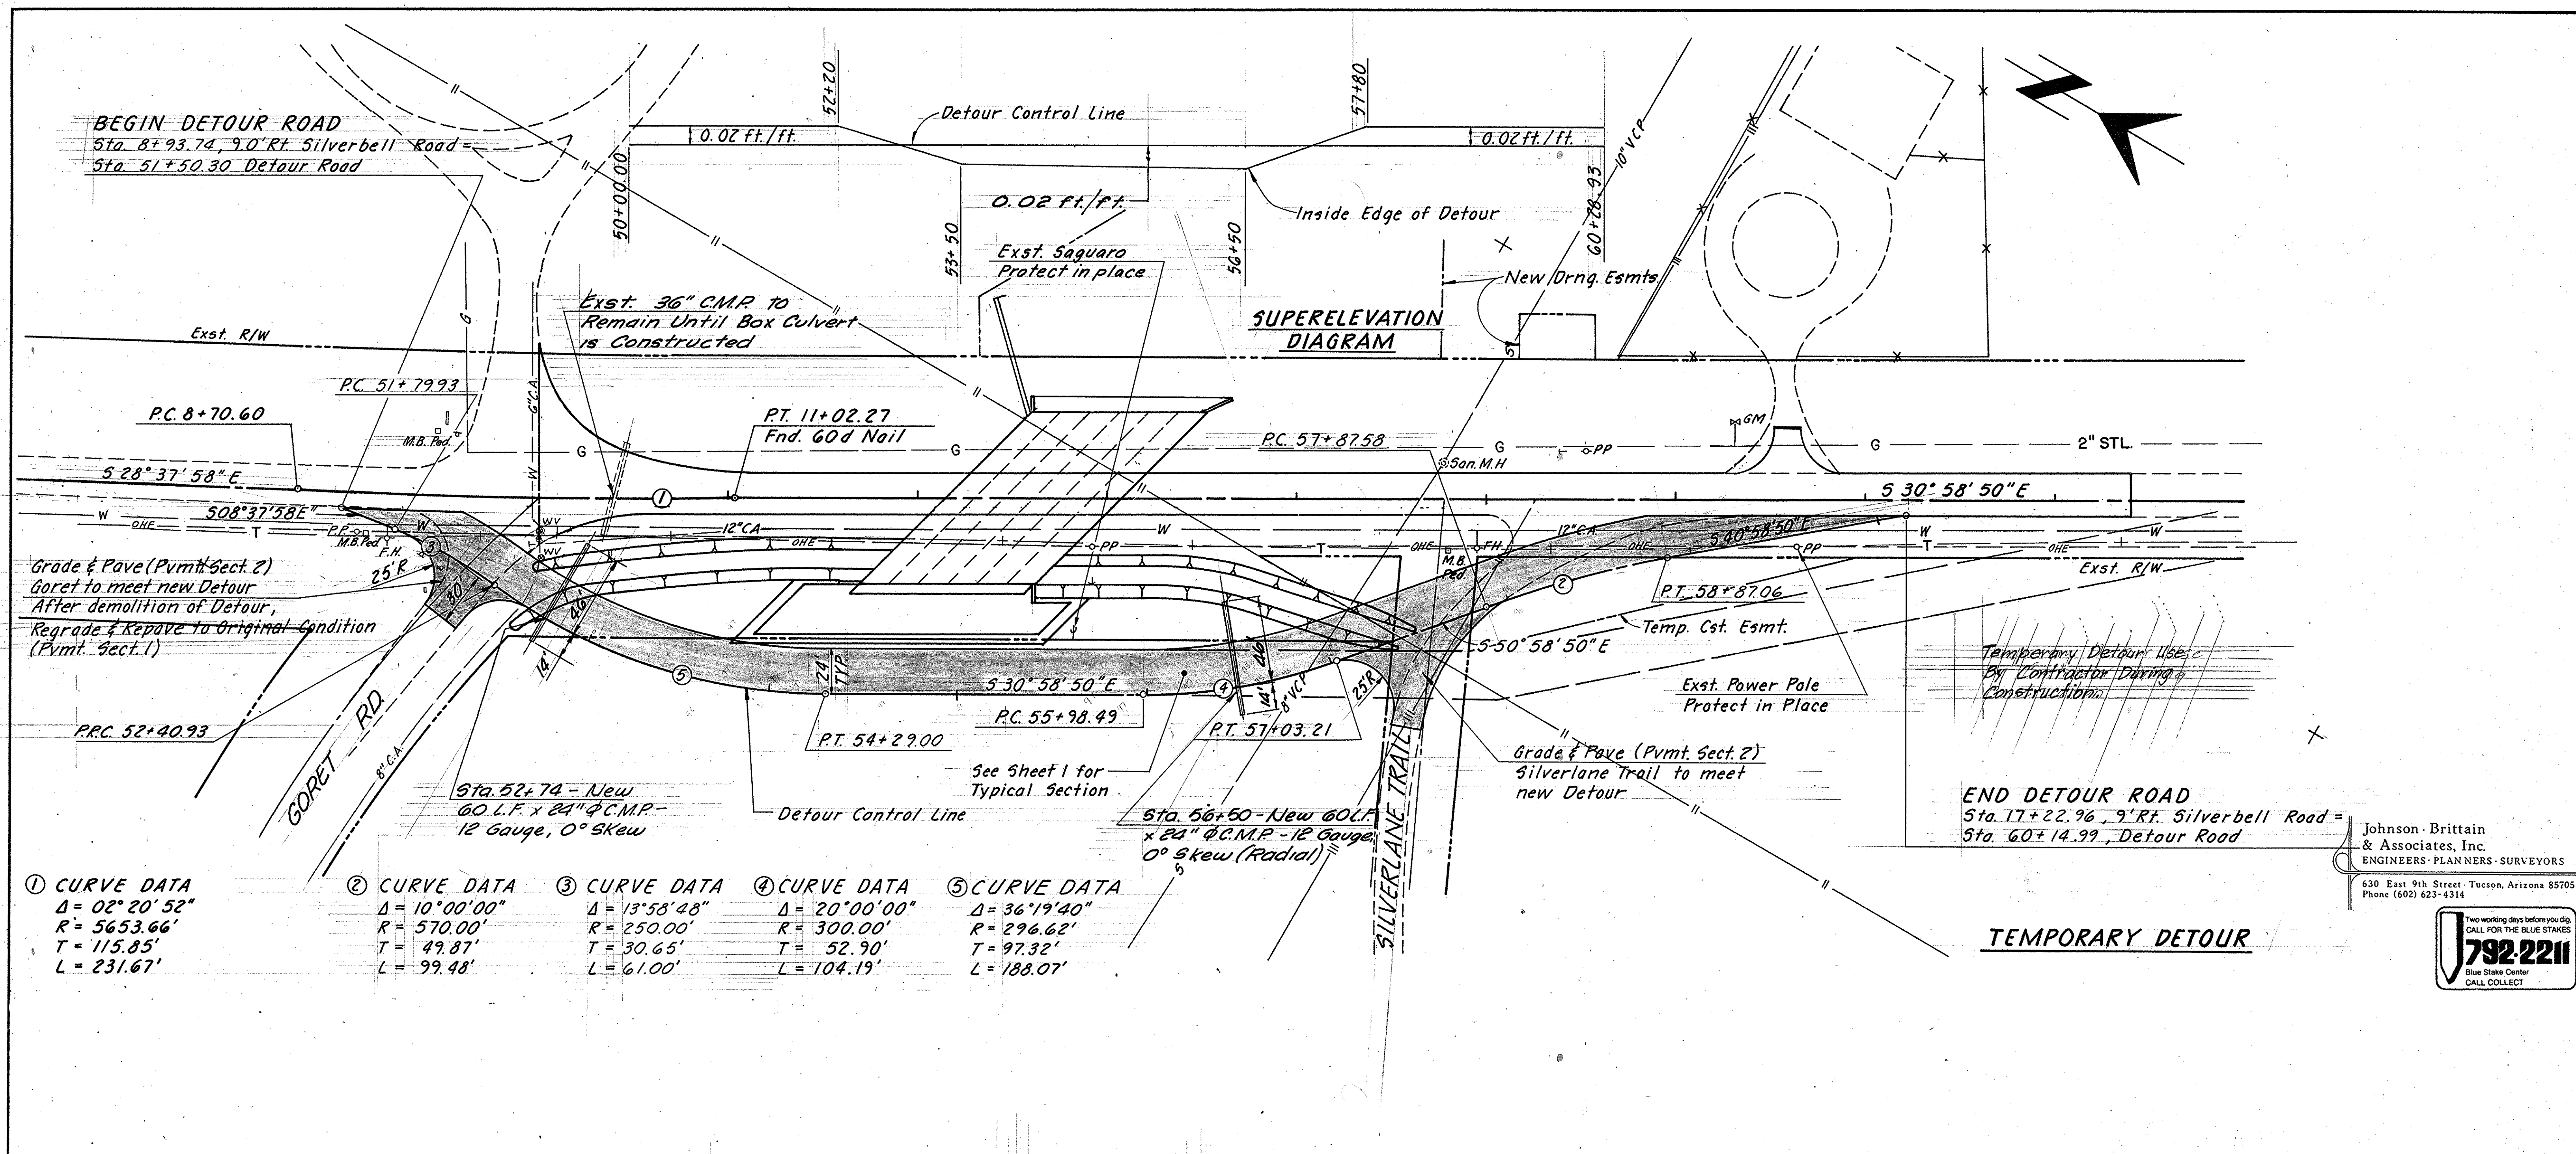 BEGIN DETOUR ROAD
Sta. 8+93.74, 9.0' Rt. Silverbell Road =
Sta. 51+50.30 Detour Road
52+20
57+80
Detour Control Line
0.02 ft./ft.
0.02 ft./ft.
50+00.00
53+50
0.02 ft./ft.
56+50
60+28.93
Inside Edge of Detour
10" VCP
Exst. Saguaro
Protect in place
New Drng. Esmts.
SUPERELEVATION
DIAGRAM
Exst. 36" C.M.P. to
Remain Until Box Culvert
is Constructed
Exst. R/W
G
6" C.A.
W
P.C. 51+79.93
P.C. 8+70.60
M.B. Ped.
P.T. 11+02.27
Fnd. 60d Nail
P.C. 57+87.58
G
G
G
PP
GM
G
2" STL.
San. M.H
S 28° 37' 58" E
S 30° 58' 50" E
S08°37'58E"
W
OHE
T
P.P.
M.B. Ped
F.H.
W
WV
WV
12" CA
OHE
PP
W
T
OHE
M.B.
Ped.
FH
12" C.A.
OHE
S 40° 58' 50" E
PP
W
T
OHE
W
Exst. R/W
1
2
3
4
5
Grade & Pave (Pvmt. Sect. 2)
Goret to meet new Detour
After demolition of Detour,
Regrade & Repave to Original Condition
(Pvmt. Sect. 1)
25'R
30'
46'
14'
24'
TYP.
S 30° 58' 50" E
46'
14'
8" VCP
25'R
S-50° 58' 50" E
Temp. Cst. Esmt.
P.T. 58+87.06
P.R.C. 52+40.93
P.T. 54+29.00
P.C. 55+98.49
P.T. 57+03.21
Exst. Power Pole
Protect in Place
Temporary Detour Use
By Contractor During
Construction
GORET RD.
8" C.A.
Sta. 52+74 - New
60 L.F. x 24" φ C.M.P. -
12 Gauge, 0° Skew
Detour Control Line
See Sheet 1 for
Typical Section
Sta. 56+50 - New 60 L.F.
x 24" φ C.M.P. - 12 Gauge,
0° Skew (Radial)
SILVERLANE TRAIL
Grade & Pave (Pvmt. Sect. 2)
Silverlane Trail to meet
new Detour
END DETOUR ROAD
Sta. 17+22.96, 9' Rt. Silverbell Road =
Sta. 60+14.99, Detour Road
1 CURVE DATA
Δ = 02° 20' 52"
R = 5653.66'
T = 115.85'
L = 231.67'
2 CURVE DATA
Δ = 10°00'00"
R = 570.00'
T = 49.87'
L = 99.48'
3 CURVE DATA
Δ = 13°58'48"
R = 250.00'
T = 30.65'
L = 61.00'
4 CURVE DATA
Δ = 20°00'00"
R = 300.00'
T = 52.90'
L = 104.19'
5 CURVE DATA
Δ = 36°19'40"
R = 296.62'
T = 97.32'
L = 188.07'
Johnson · Brittain
& Associates, Inc.
ENGINEERS · PLANNERS · SURVEYORS
630 East 9th Street · Tucson, Arizona 85705
Phone (602) 623-4314
TEMPORARY DETOUR
Two working days before you dig,
CALL FOR THE BLUE STAKES
792-2211
Blue Stake Center
CALL COLLECT